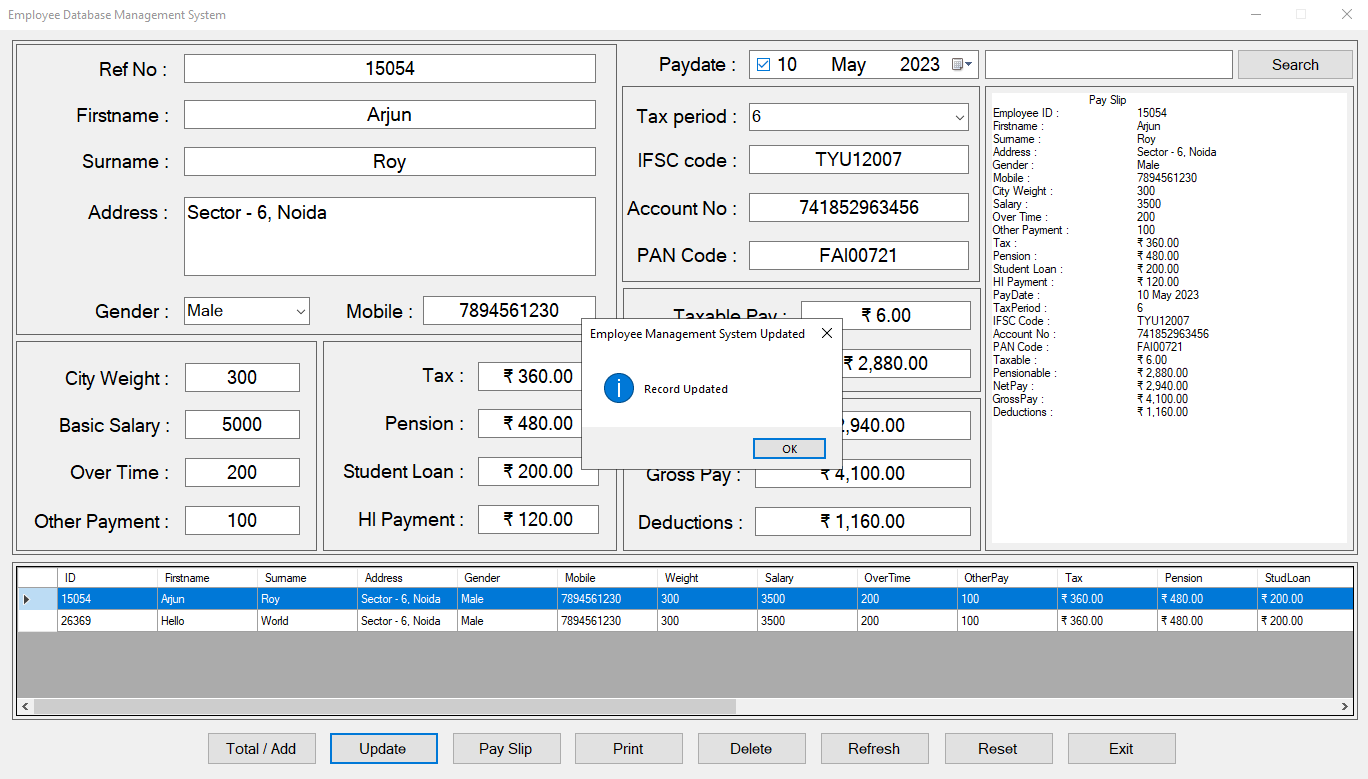 Employee Database Management System
Ref No : 15054
Firstname : Arjun
Surname : Roy
Address : Sector - 6, Noida
Gender : Male Mobile : 7894561230
Paydate : 10 May 2023
Search
Tax period : 6
IFSC code : TYU12007
Account No : 741852963456
PAN Code : FAI00721
Taxable Pay : ₹ 6.00
₹ 2,880.00
2,940.00
Gross Pay : ₹ 4,100.00
Deductions : ₹ 1,160.00
City Weight : 300
Basic Salary : 5000
Over Time : 200
Other Payment : 100
Tax : ₹ 360.00
Pension : ₹ 480.00
Student Loan : ₹ 200.00
HI Payment : ₹ 120.00
Employee Management System Updated
Record Updated
OK
Pay Slip
Employee ID : 15054
Firstname : Arjun
Surname : Roy
Address : Sector - 6, Noida
Gender : Male
Mobile : 7894561230
City Weight : 300
Salary : 3500
Over Time : 200
Other Payment : 100
Tax : ₹ 360.00
Pension : ₹ 480.00
Student Loan : ₹ 200.00
HI Payment : ₹ 120.00
PayDate : 10 May 2023
TaxPeriod : 6
IFSC Code : TYU12007
Account No : 741852963456
PAN Code : FAI00721
Taxable : ₹ 6.00
Pensionable : ₹ 2,880.00
NetPay : ₹ 2,940.00
GrossPay : ₹ 4,100.00
Deductions : ₹ 1,160.00
ID Firstname Surname Address Gender Mobile Weight Salary OverTime OtherPay Tax Pension StudLoan
15054 Arjun Roy Sector - 6, Noida Male 7894561230 300 3500 200 100 ₹ 360.00 ₹ 480.00 ₹ 200.00
26369 Hello World Sector - 6, Noida Male 7894561230 300 3500 200 100 ₹ 360.00 ₹ 480.00 ₹ 200.00
Total / Add Update Pay Slip Print Delete Refresh Reset Exit